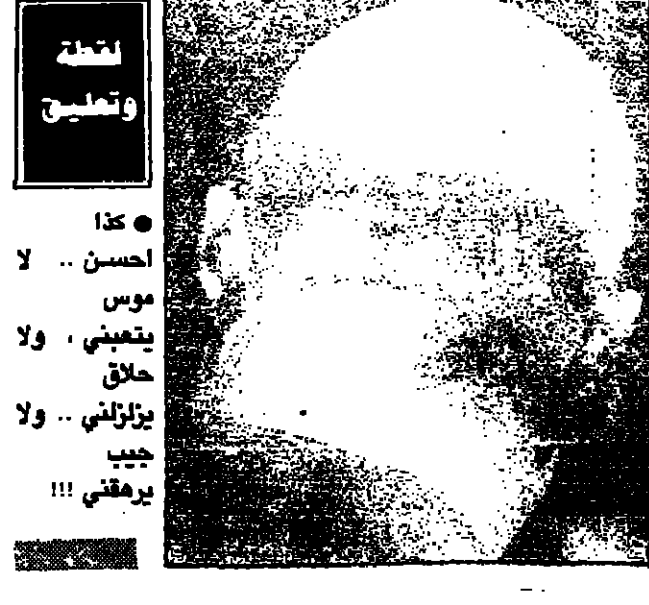 لقطة
وتعليق
● كذا
احسن .. لا
موس
يتعبني ، ولا
حلاق
يزلزلني .. ولا
جيب
يرهقني !!!